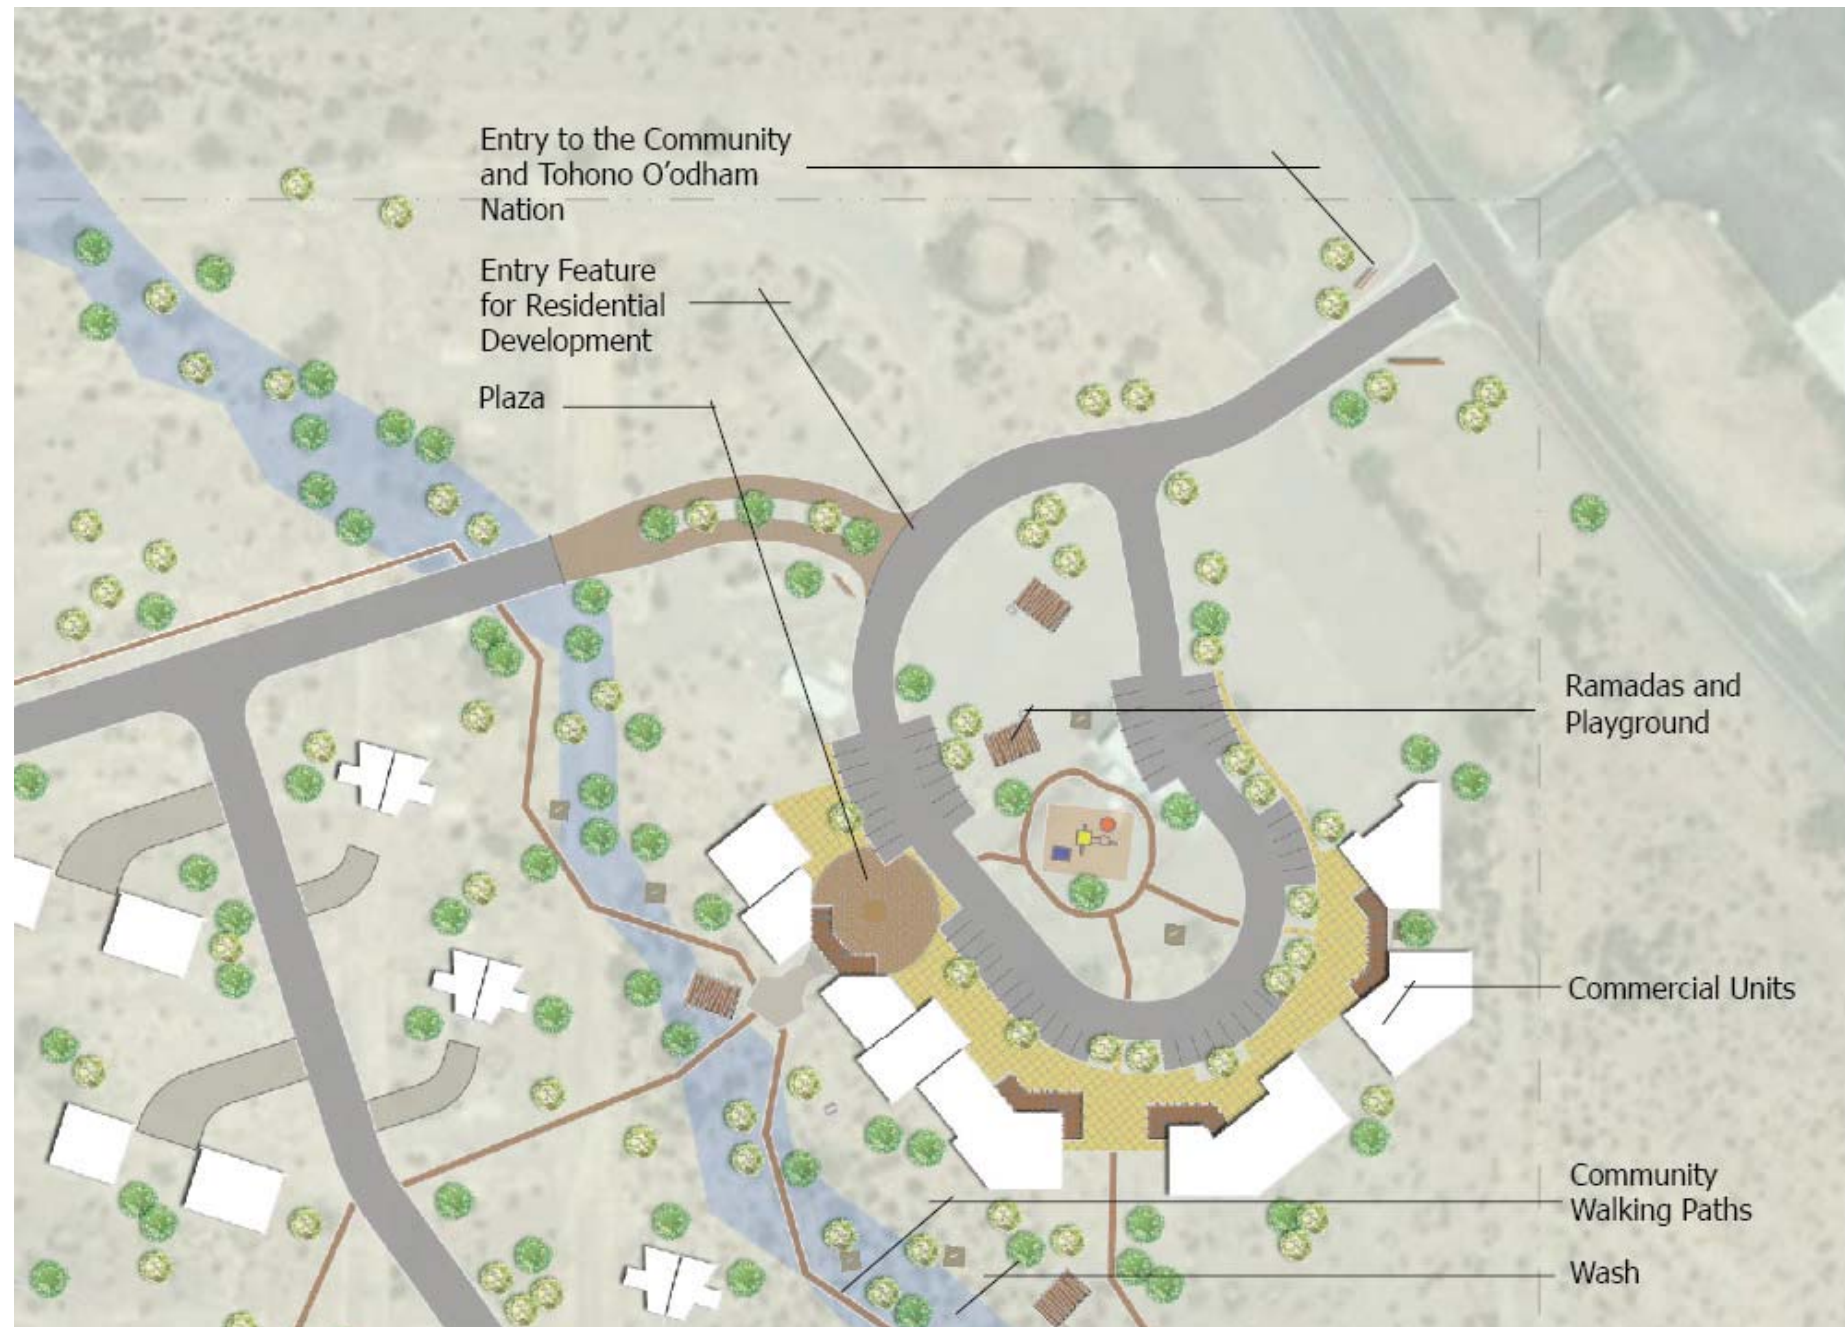 Entry to the Community
and Tohono O'odham
Nation
Entry Feature
for Residential
Development
Plaza
Ramadas and
Playground
Commercial Units
Community
Walking Paths
Wash